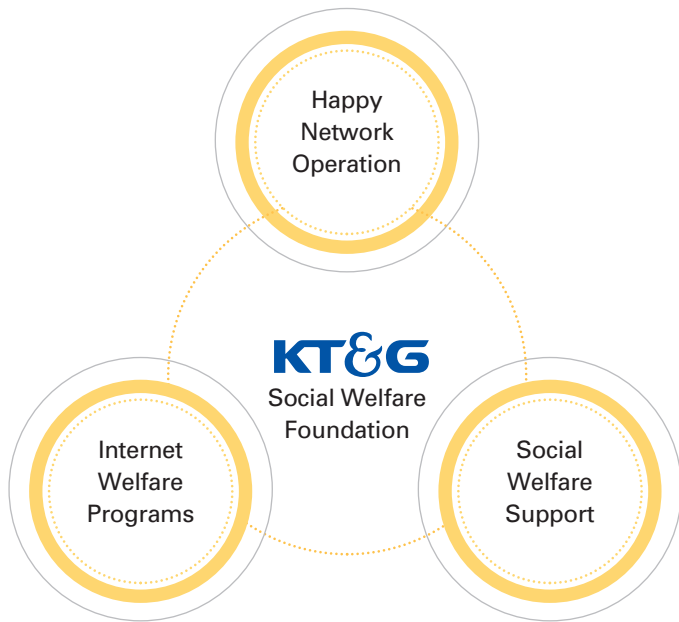 Happy
Network
Operation
KT&G
Social Welfare
Foundation
Internet
Welfare
Programs
Social
Welfare
Support